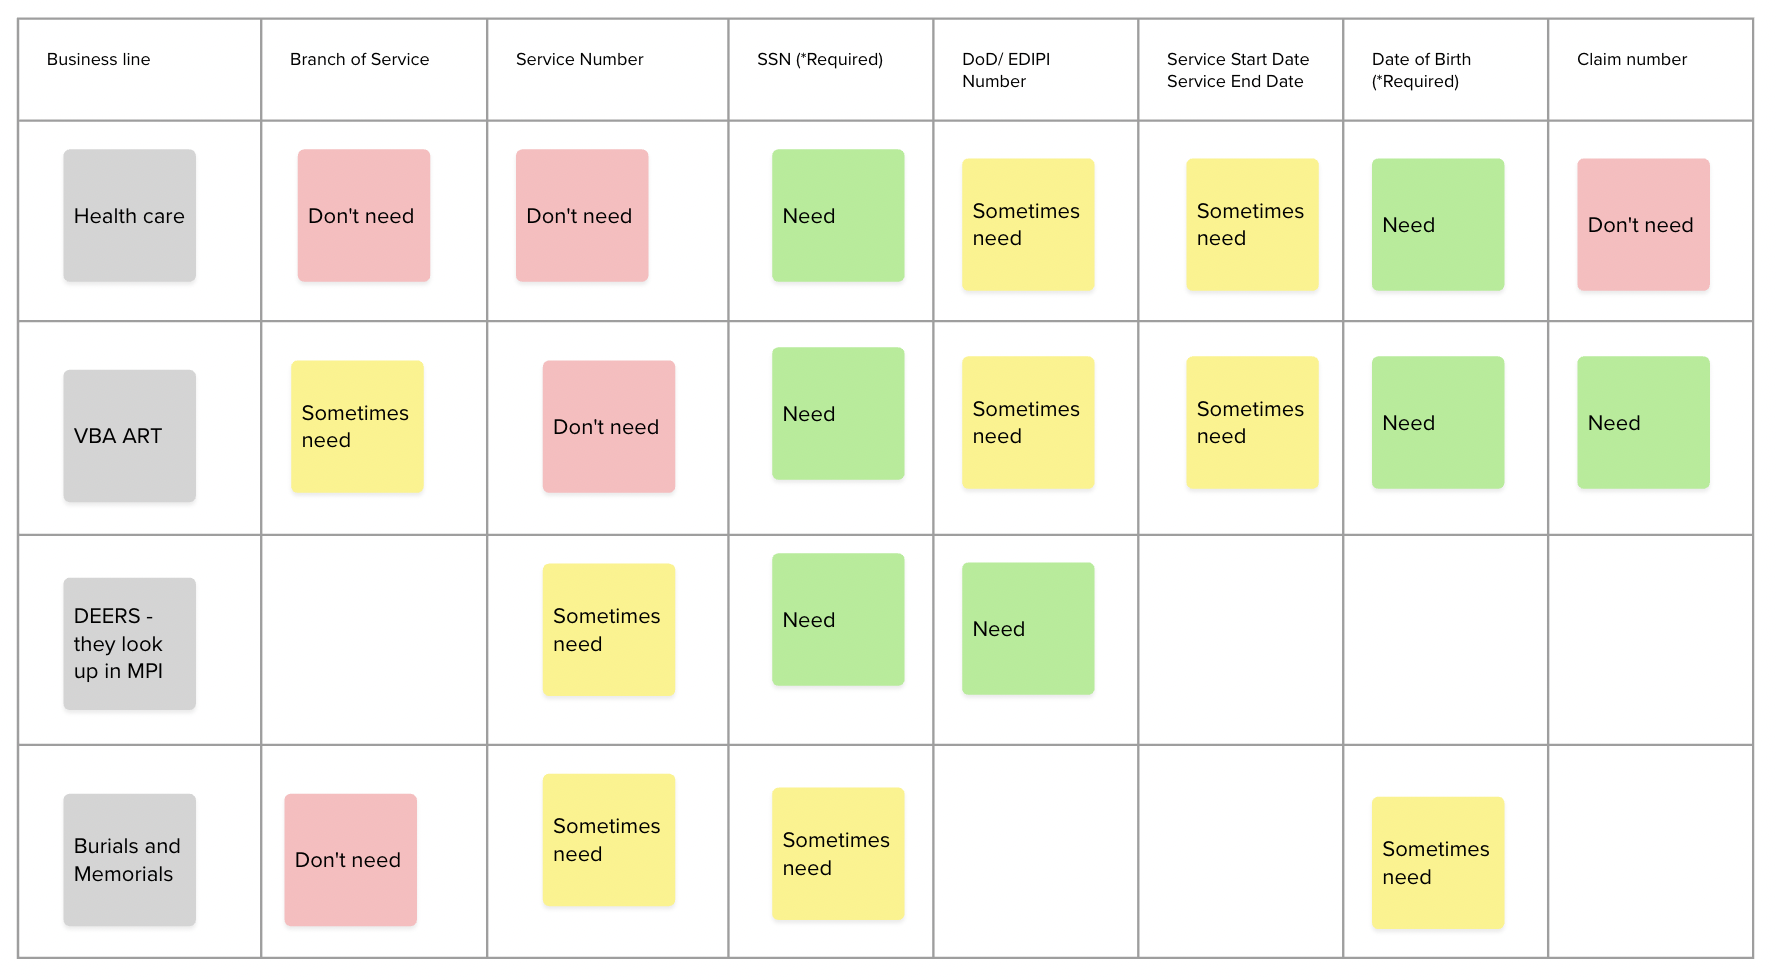 Business line
Branch of Service
Service Number
SSN (*Required)
DoD/ EDIPI
Number
Service Start Date
Service End Date
Date of Birth
(*Required)
Claim number
Health care
Don't need
Don't need
Need
Sometimes
need
Sometimes
need
Need
Don't need
VBA ART
Sometimes
need
Don't need
Need
Sometimes
need
Sometimes
need
Need
Need
DEERS -
they look
up in MPI
Sometimes
need
Need
Need
Burials and
Memorials
Don't need
Sometimes
need
Sometimes
need
Sometimes
need